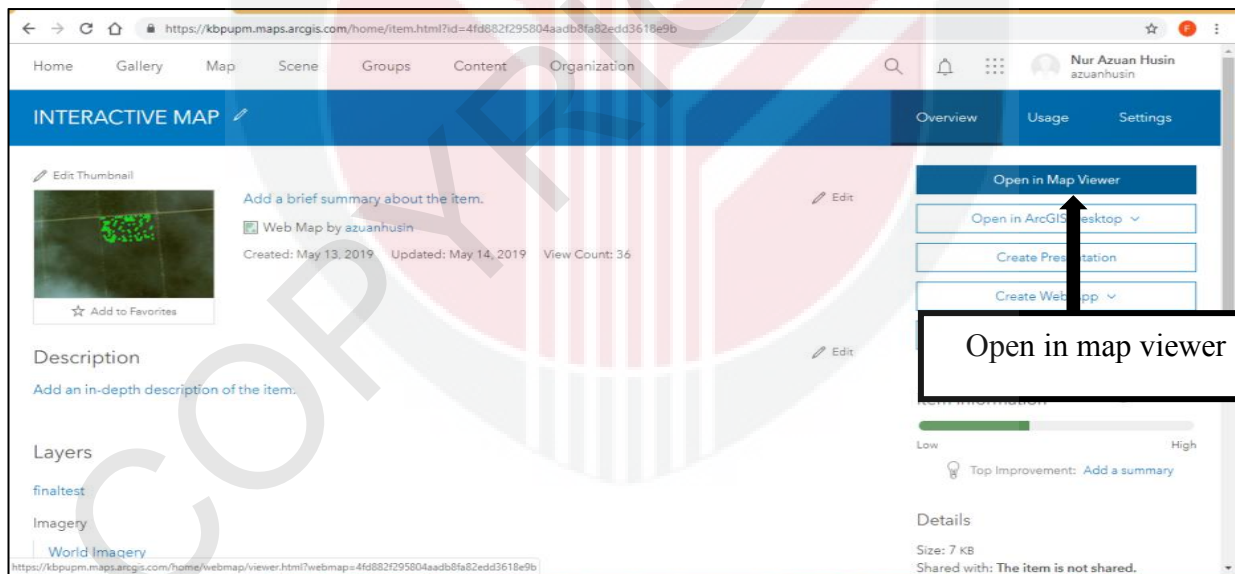 https://kbpupm.maps.arcgis.com/home/item.html?id=4fd882f295804aadb8fa82edd3618e9b
Home Gallery Map Scene Groups Content Organization
Nur Azuan Husin
azuanhusin
INTERACTIVE MAP
Overview Usage Settings
Edit Thumbnail
Add a brief summary about the item.
Edit
Web Map by azuanhusin
Created: May 13, 2019 Updated: May 14, 2019 View Count: 36
Add to Favorites
Open in Map Viewer
Open in ArcGIS Desktop
Create Presentation
Create Web App
Open in map viewer
Description
Edit
Add an in-depth description of the item.
Item Information
Low High
Top Improvement: Add a summary
Layers
finaltest
Imagery
World Imagery
Details
Size: 7 KB
Shared with: The item is not shared.
https://kbpupm.maps.arcgis.com/home/webmap/viewer.html?webmap=4fd882f295804aadb8fa82edd3618e9b
F
COPYRIG